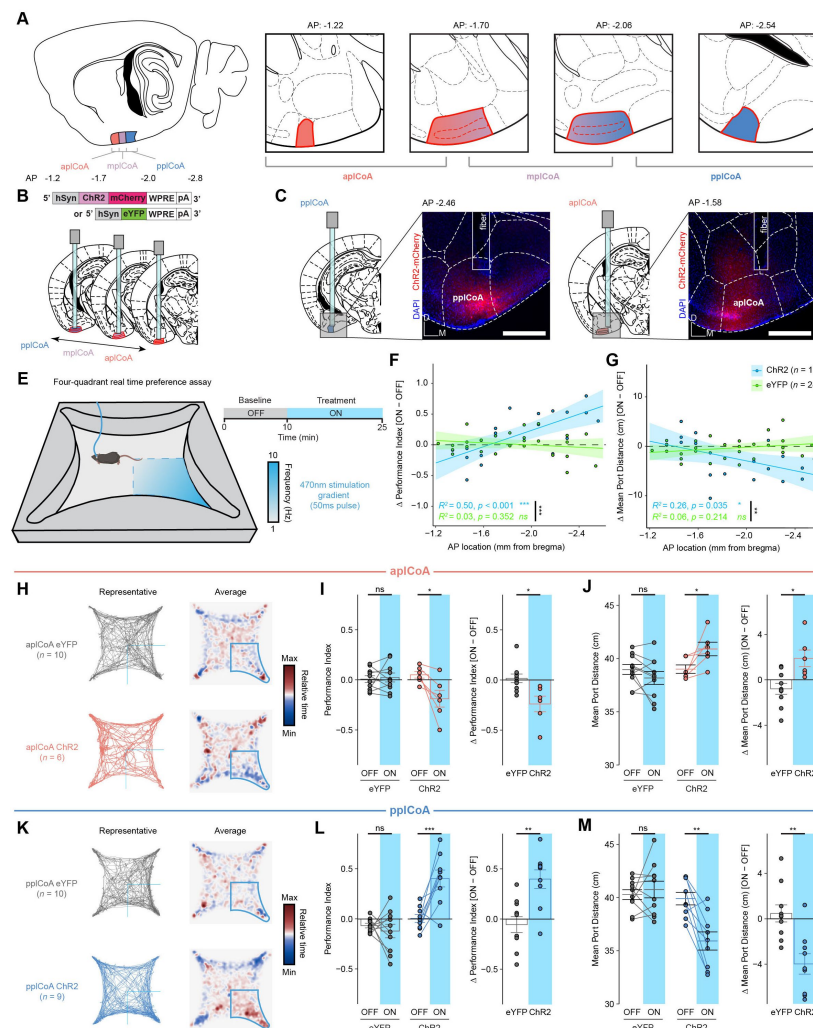 A
AP: -1.22
AP: -1.70
AP: -2.06
AP: -2.54
aplCoA
mplCoA
pplCoA
AP -1.2 -1.7 -2.0 -2.8
aplCoA
mplCoA
pplCoA
B
5' hSyn ChR2 mCherry WPRE pA 3'
or 5' hSyn eYFP WPRE pA 3'
pplCoA
mplCoA
aplCoA
C
pplCoA
AP -2.46
DAPI ChR2-mCherry
fiber
pplCoA
D
M
aplCoA
AP -1.58
DAPI ChR2-mCherry
fiber
aplCoA
D
M
E
Four-quadrant real time preference assay
Baseline Treatment
OFF ON
0 10 25
Time (min)
10
Frequency (Hz)
1
470nm stimulation
gradient
(50ms pulse)
F
Δ Performance Index [ON − OFF]
1.0
0.5
0.0
−0.5
−1.0
R² = 0.50, p < 0.001 ***
R² = 0.03, p = 0.352 ns
***
−1.2 −1.6 −2.0 −2.4
AP location (mm from bregma)
G
ChR2 (n = 1
eYFP (n = 2
Δ Mean Port Distance (cm) [ON − OFF]
10
0
−10
R² = 0.26, p = 0.035 *
R² = 0.06, p = 0.214 ns
**
−1.2 −1.6 −2.0 −2.4
AP location (mm from bregma)
aplCoA
H
Representative Average
aplCoA eYFP
(n = 10)
aplCoA ChR2
(n = 6)
Max
Relative time
Min
I
Performance Index
0.5
0.0
−0.5
ns *
OFF ON OFF ON
eYFP ChR2
Δ Performance Index [ON − OFF]
0.5
0.0
−0.5
*
eYFP ChR2
J
Mean Port Distance (cm)
45
40
35
30
ns *
OFF ON OFF ON
eYFP ChR2
Δ Mean Port Distance (cm) [ON − OFF]
4
0
−4
*
eYFP ChR2
pplCoA
K
Representative Average
pplCoA eYFP
(n = 10)
pplCoA ChR2
(n = 9)
Max
Relative time
Min
L
Performance Index
0.5
0.0
−0.5
ns ***
OFF ON OFF ON
eYFP ChR2
Δ Performance Index [ON − OFF]
0.5
0.0
−0.5
**
eYFP ChR2
M
Mean Port Distance (cm)
45
40
35
30
ns **
OFF ON OFF ON
eYFP ChR2
Δ Mean Port Distance (cm) [ON − OFF]
4
0
−4
**
eYFP ChR2